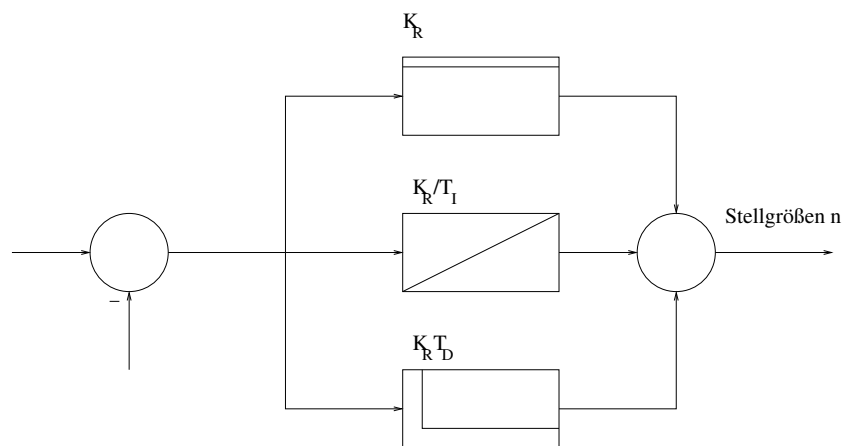 K_R
K_R/T_I
Stellgrößen n
–
K_R T_D